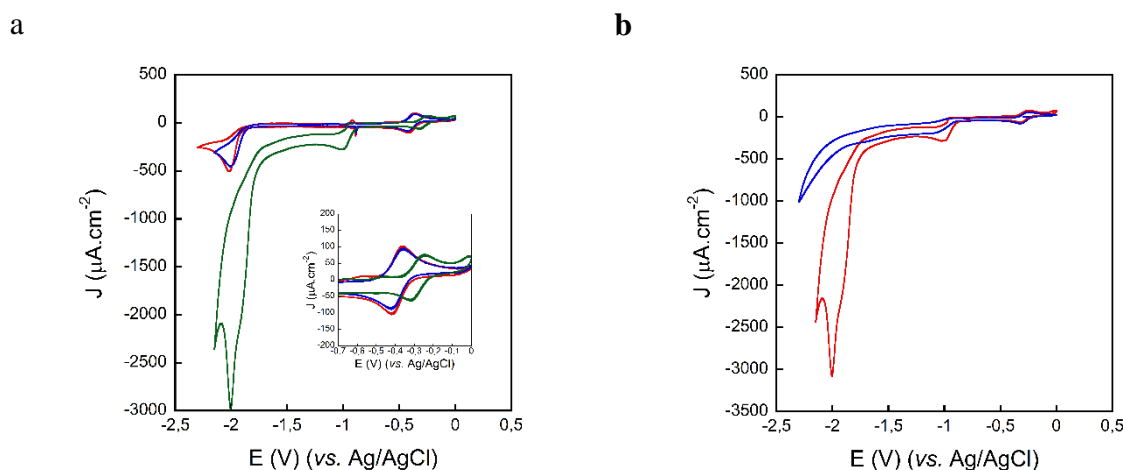 a
b
500
0
-500
-1000
-1500
-2000
-2500
-3000
J (µA.cm-2)
-2,5 -2 -1,5 -1 -0,5 0 0,5
E (V) (vs. Ag/AgCl)
200
150
100
50
0
-50
-100
-150
-200
J (µA.cm-2)
-0,7 -0,6 -0,5 -0,4 -0,3 -0,2 -0,1 0
E (V) (vs. Ag/AgCl)
500
0
-500
-1000
-1500
-2000
-2500
-3000
-3500
J (µA.cm-2)
-2,5 -2 -1,5 -1 -0,5 0 0,5
E (V) (vs. Ag/AgCl)